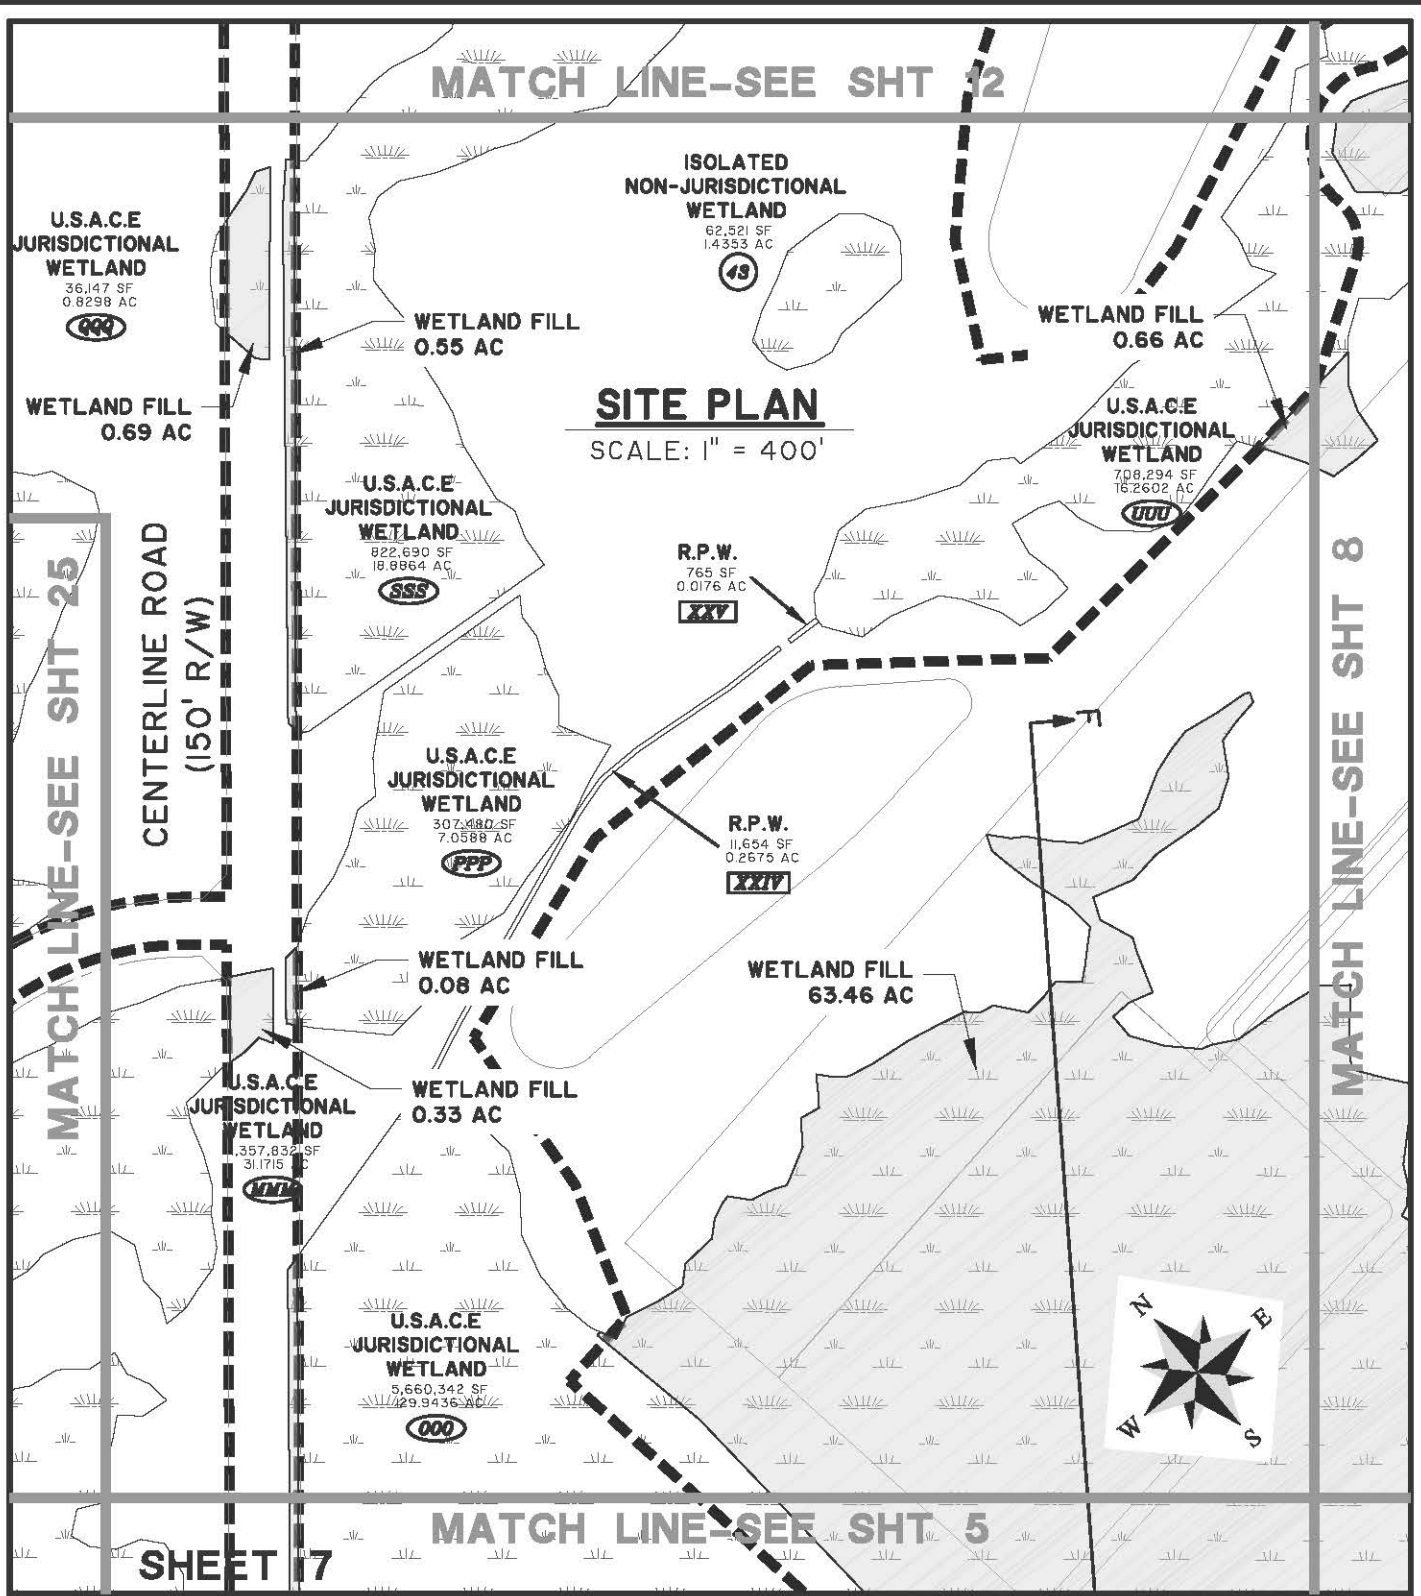 MATCH LINE-SEE SHT 12
ISOLATED
NON-JURISDICTIONAL
WETLAND
62,521 SF
1.4353 AC
43
U.S.A.C.E
JURISDICTIONAL
WETLAND
36,147 SF
0.8298 AC
QQQ
WETLAND FILL
0.55 AC
WETLAND FILL
0.66 AC
WETLAND FILL
0.69 AC
SITE PLAN
SCALE: 1" = 400'
U.S.A.C.E
JURISDICTIONAL
WETLAND
708,294 SF
16.2602 AC
UUU
U.S.A.C.E
JURISDICTIONAL
WETLAND
822,690 SF
18.8864 AC
SSS
R.P.W.
765 SF
0.0176 AC
XXV
MATCH LINE-SEE SHT 25
CENTERLINE ROAD
(150' R/W)
MATCH LINE-SEE SHT 8
F
U.S.A.C.E
JURISDICTIONAL
WETLAND
307,480 SF
7.0588 AC
PPP
R.P.W.
11,654 SF
0.2675 AC
XXIV
WETLAND FILL
0.08 AC
WETLAND FILL
63.46 AC
WETLAND FILL
0.33 AC
U.S.A.C.E
JURISDICTIONAL
WETLAND
,357,832 SF
31.1715 AC
MMM
U.S.A.C.E
JURISDICTIONAL
WETLAND
5,660,342 SF
129.9436 AC
OOO
N
E
W
S
MATCH LINE-SEE SHT 5
SHEET 7